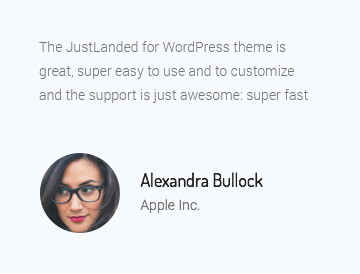 The JustLanded for WordPress theme is
great, super easy to use and to customize
and the support is just awesome: super fast
Alexandra Bullock
Apple Inc.